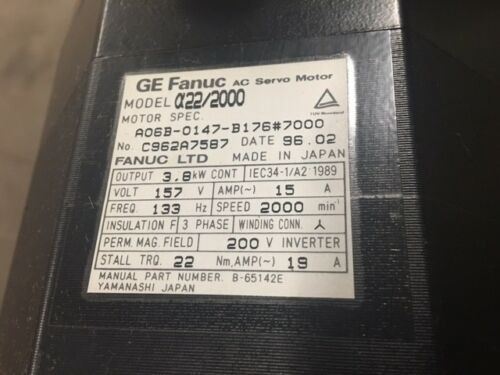 GE Fanuc AC Servo Motor
MODEL α22/2000
MOTOR SPEC.
A06B-0147-B176#7000
No. C962A7587 DATE 96.02
FANUC LTD MADE IN JAPAN
OUTPUT 3.8 kW CONT IEC34-1/A2 1989
VOLT 157 V AMP(~) 15 A
FREQ. 133 Hz SPEED 2000 min⁻¹
INSULATION F 3 PHASE WINDING CONN. 人
PERM. MAG. FIELD 200 V INVERTER
STALL TRQ. 22 Nm, AMP(~) 19 A
MANUAL PART NUMBER. B-65142E
YAMANASHI JAPAN